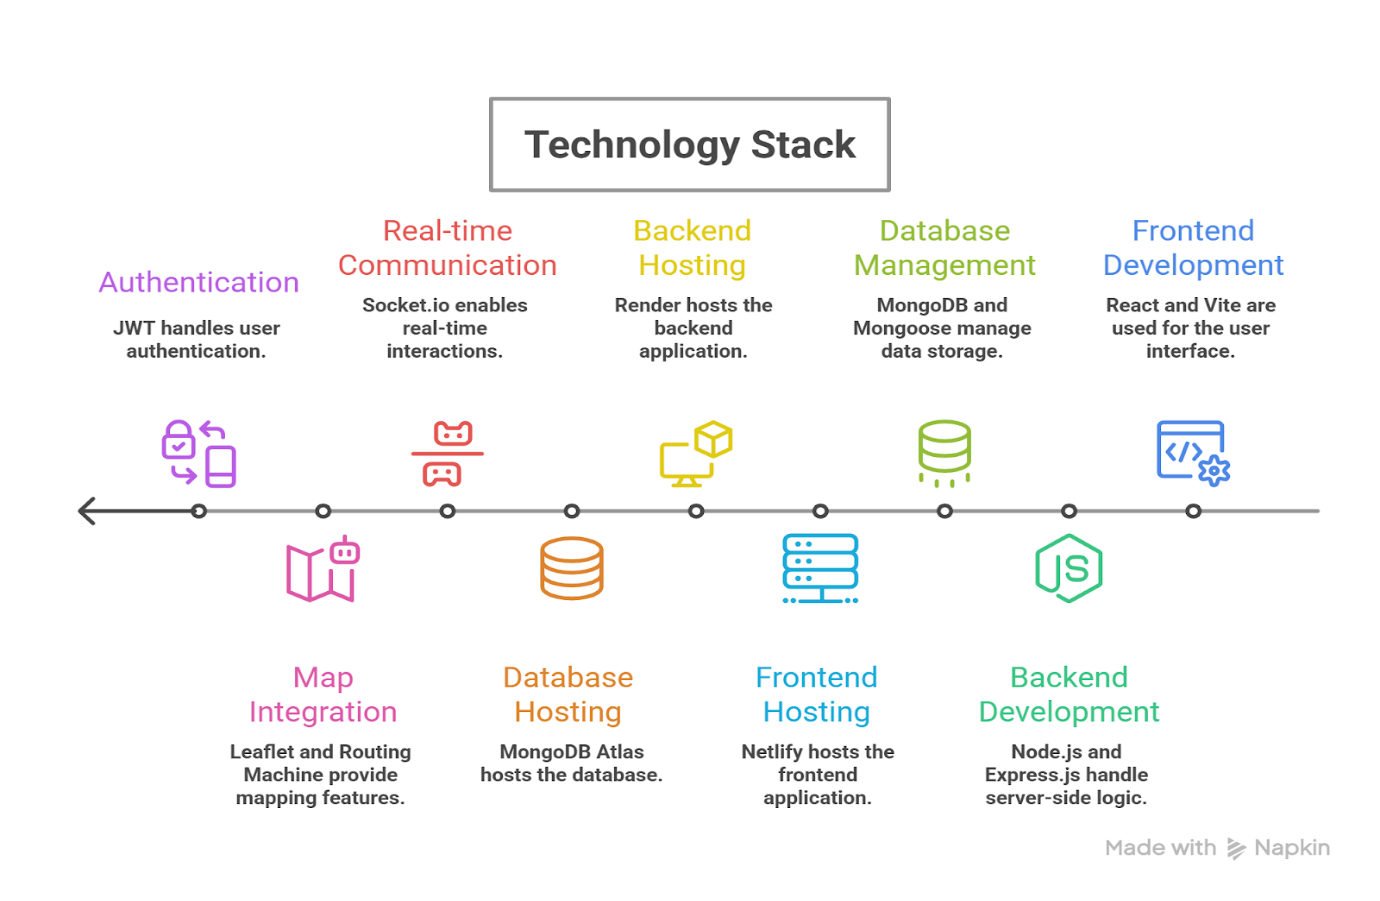 Technology Stack
Authentication
JWT handles user
authentication.
Real-time
Communication
Socket.io enables
real-time
interactions.
Backend
Hosting
Render hosts the
backend
application.
Database
Management
MongoDB and
Mongoose manage
data storage.
Frontend
Development
React and Vite are
used for the user
interface.
</>
JS
Map
Integration
Leaflet and Routing
Machine provide
mapping features.
Database
Hosting
MongoDB Atlas
hosts the database.
Frontend
Hosting
Netlify hosts the
frontend
application.
Backend
Development
Node.js and
Express.js handle
server-side logic.
Made with Napkin